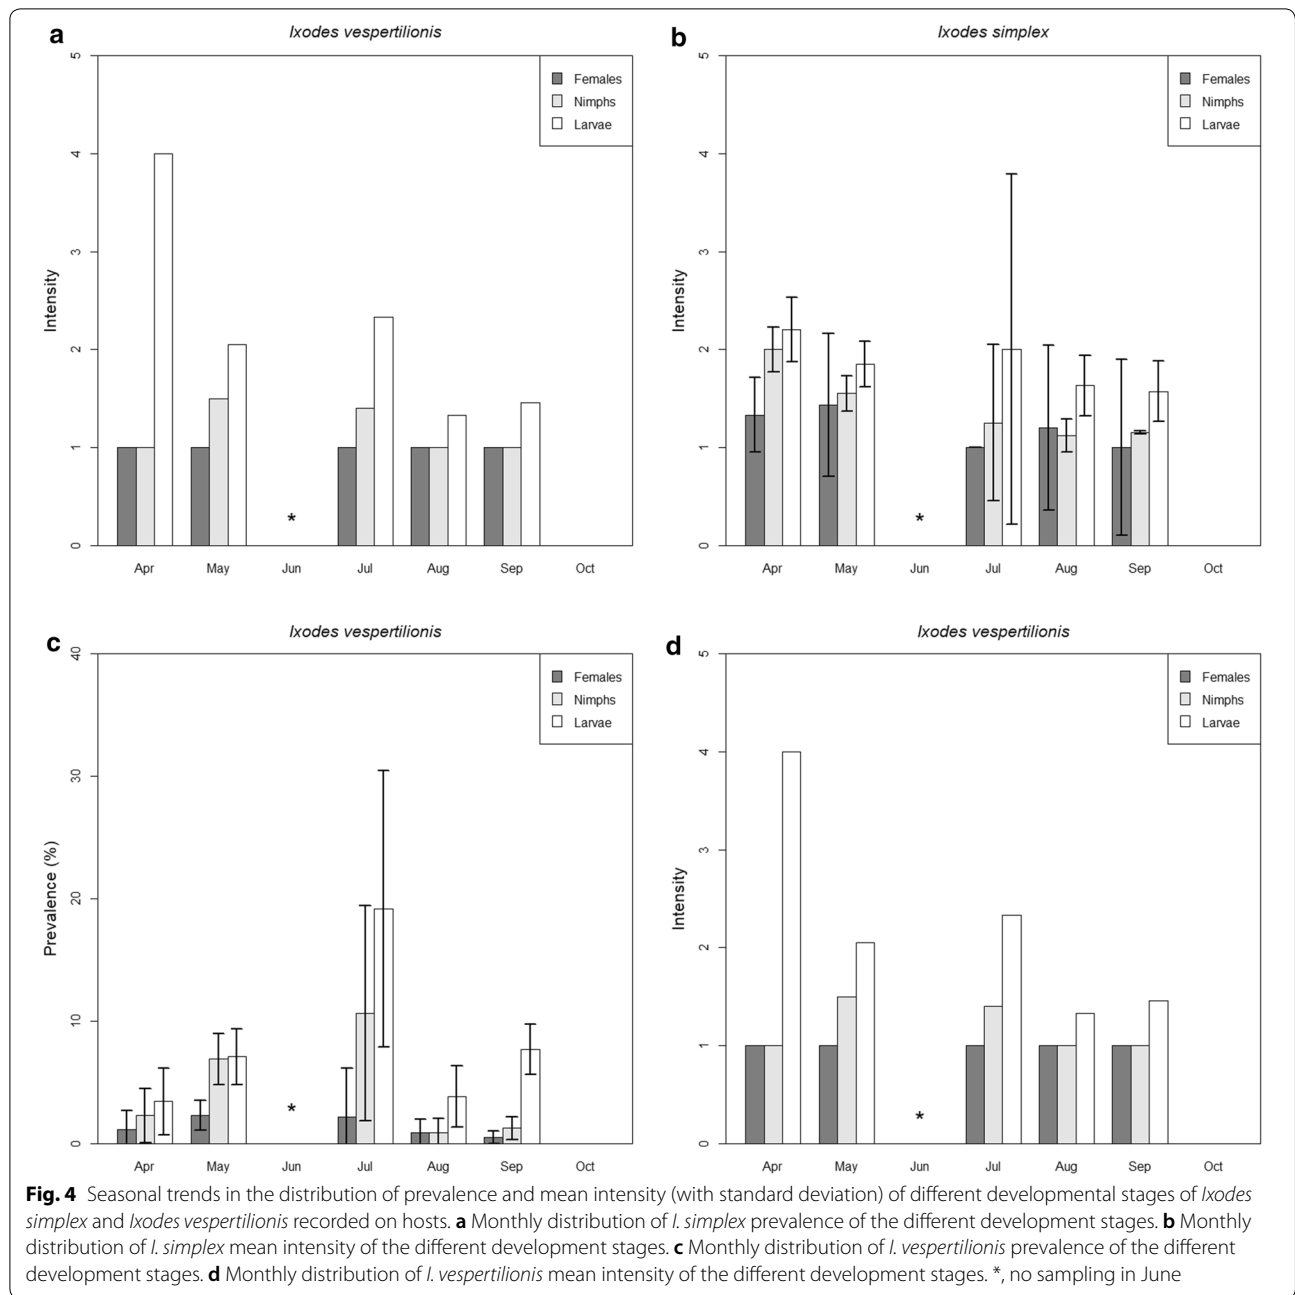 a
Ixodes vespertilionis
5
4
3
2
1
0
Intensity
Females
Nimphs
Larvae
*
Apr May Jun Jul Aug Sep Oct
b
Ixodes simplex
5
4
3
2
1
0
Intensity
Females
Nimphs
Larvae
*
Apr May Jun Jul Aug Sep Oct
c
Ixodes vespertilionis
40
30
20
10
0
Prevalence (%)
Females
Nimphs
Larvae
*
Apr May Jun Jul Aug Sep Oct
d
Ixodes vespertilionis
5
4
3
2
1
0
Intensity
Females
Nimphs
Larvae
*
Apr May Jun Jul Aug Sep Oct
Fig. 4 Seasonal trends in the distribution of prevalence and mean intensity (with standard deviation) of different developmental stages of Ixodes
simplex and Ixodes vespertilionis recorded on hosts. a Monthly distribution of I. simplex prevalence of the different development stages. b Monthly
distribution of I. simplex mean intensity of the different development stages. c Monthly distribution of I. vespertilionis prevalence of the different
development stages. d Monthly distribution of I. vespertilionis mean intensity of the different development stages. *, no sampling in June